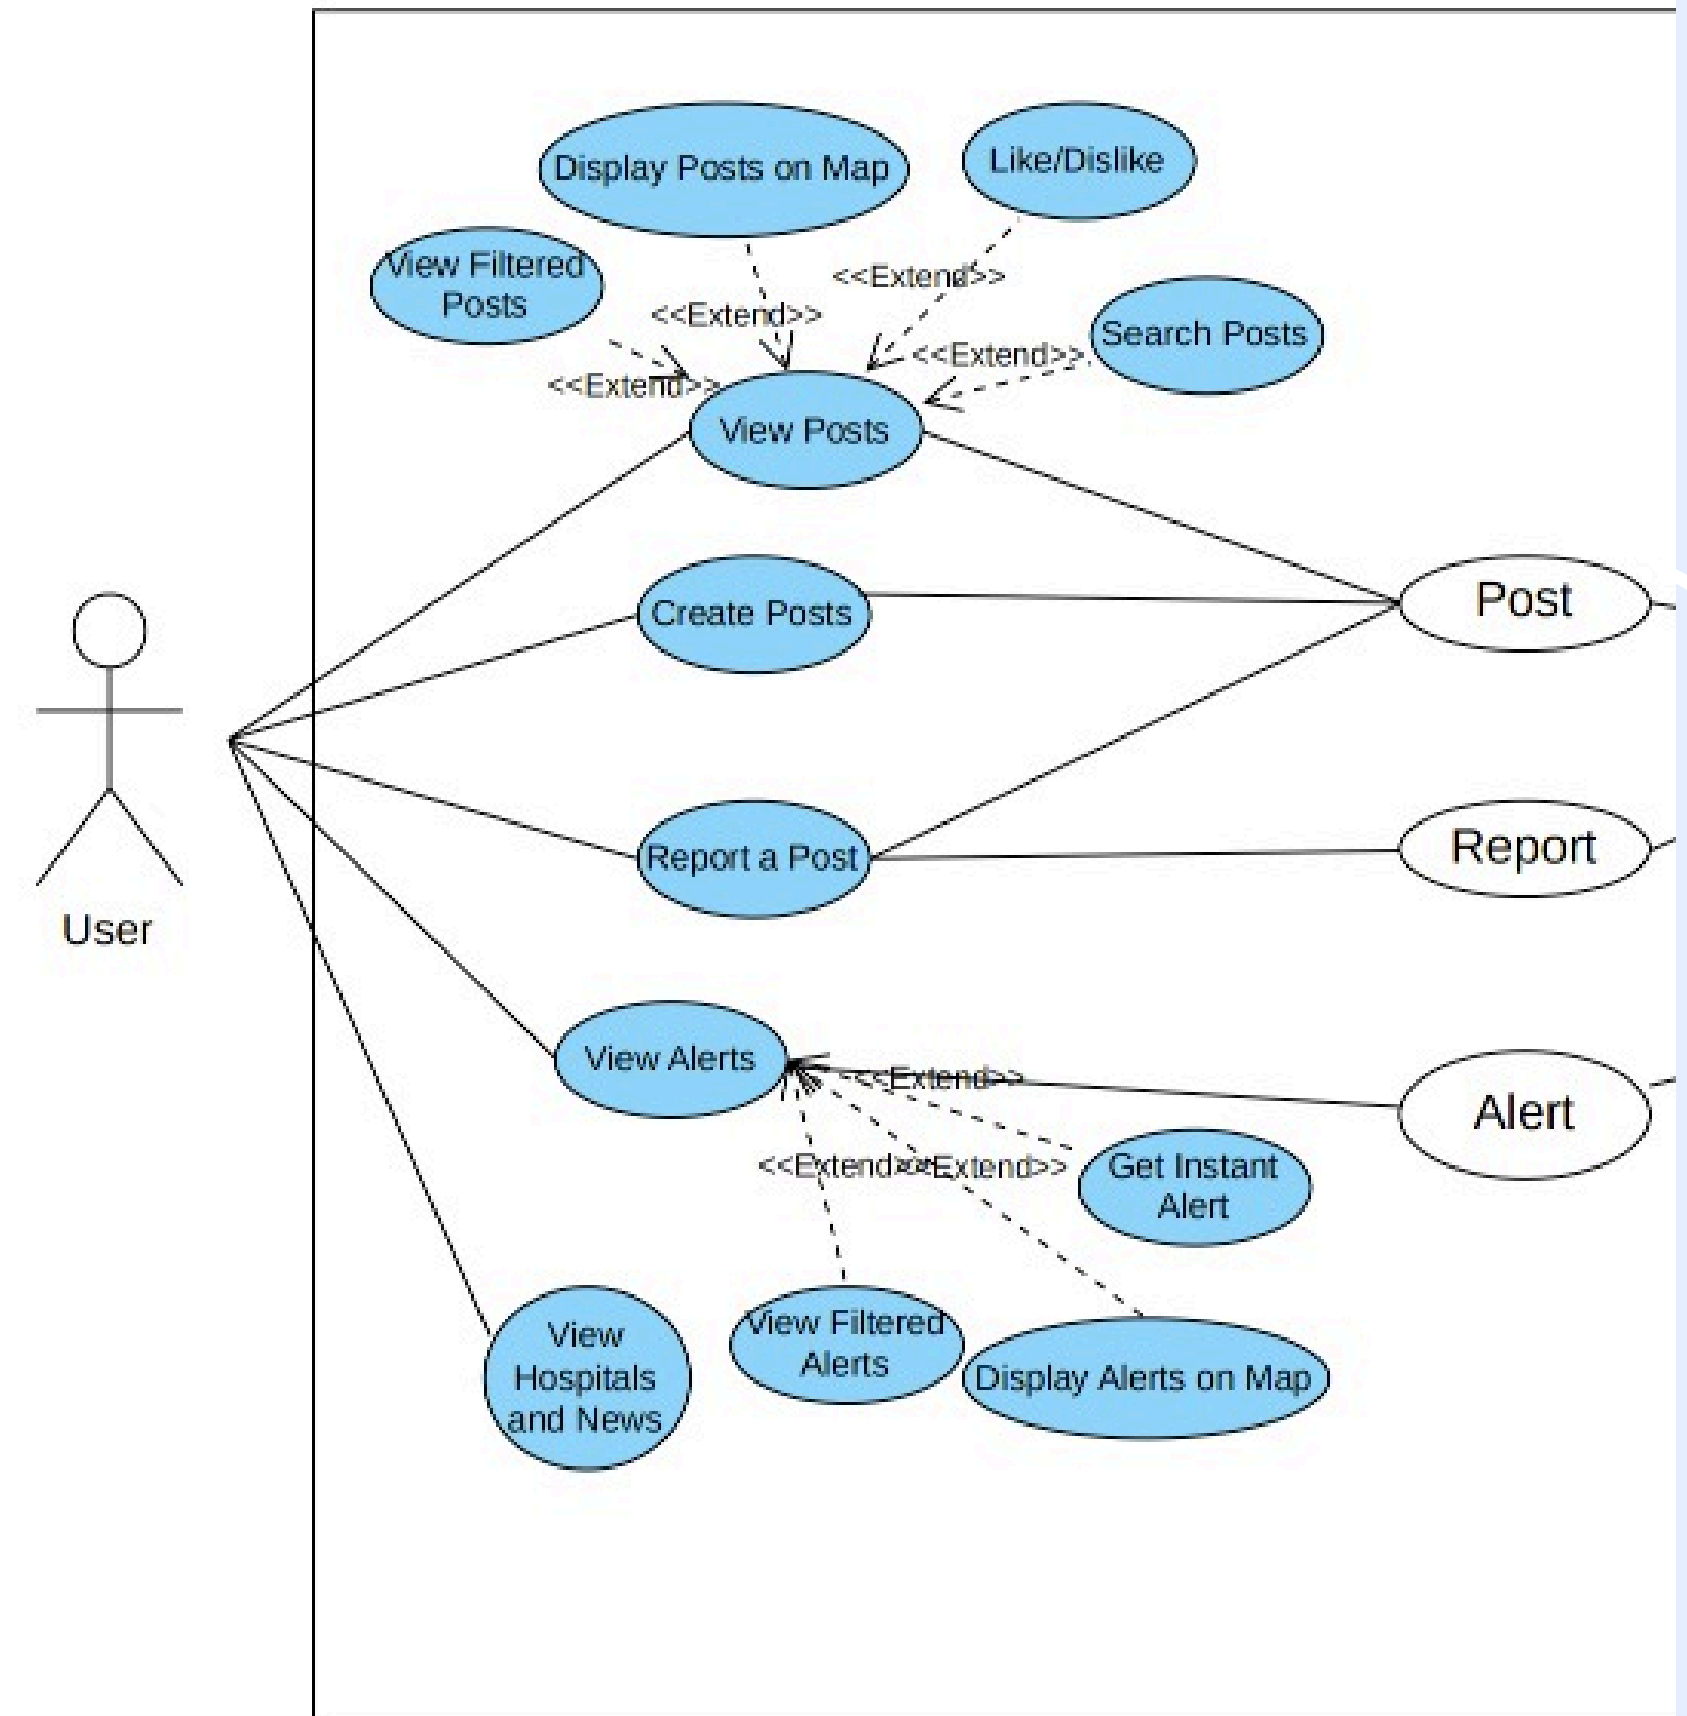 Display Posts on Map
Like/Dislike
View Filtered
Posts
<<Extend>>
<<Extend>>
Search Posts
<<Extend>>
<<Extend>>
View Posts
Create Posts
Post
Report a Post
Report
User
View Alerts
<<Extend>>
Alert
<<Extend>>
<<Extend>>
Get Instant
Alert
View Filtered
Alerts
Display Alerts on Map
View
Hospitals
and News